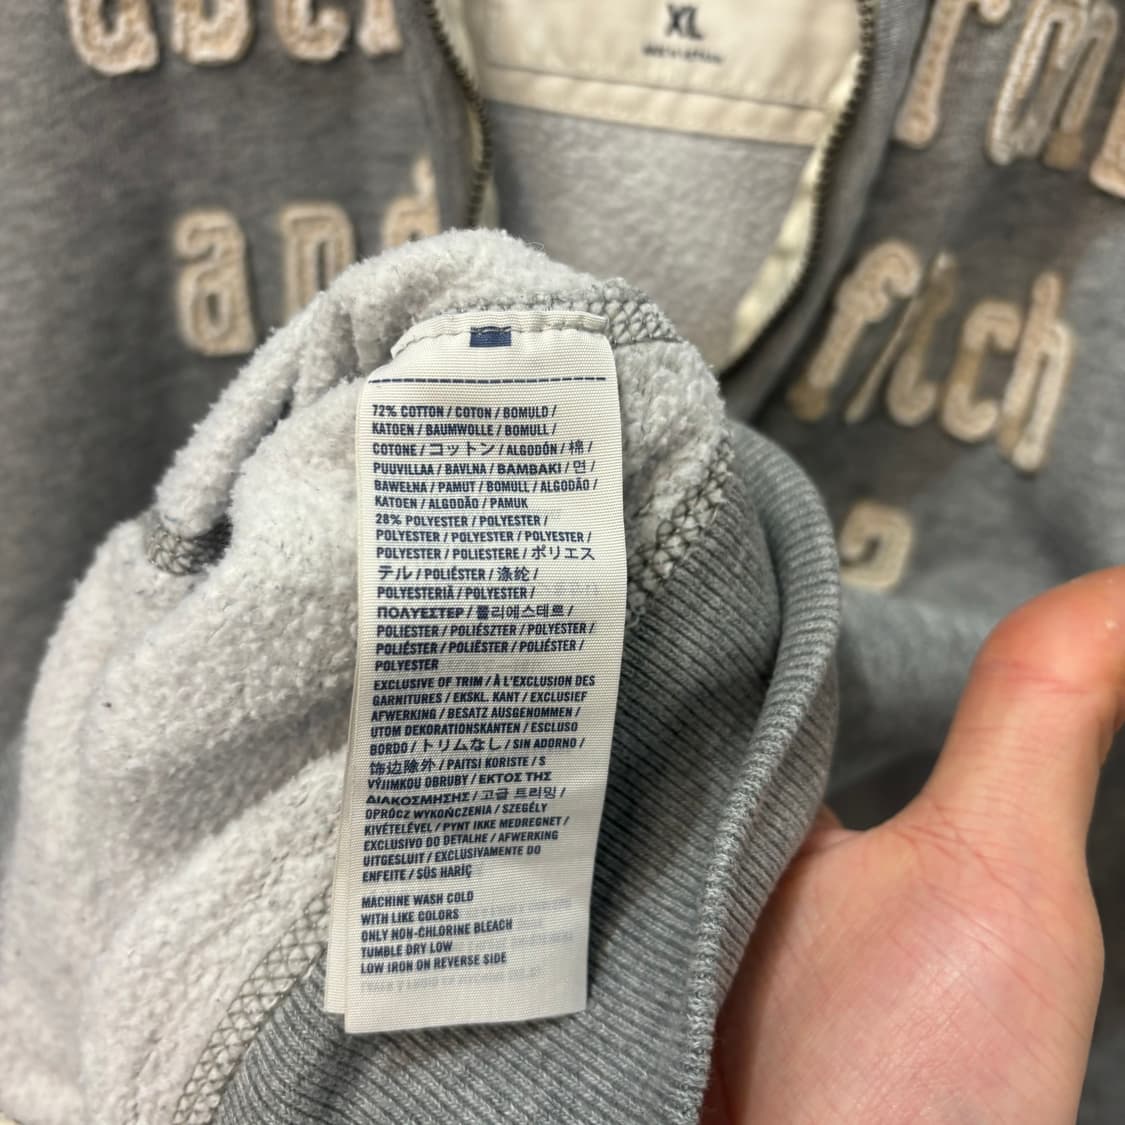 XL
and
fitch
72% COTTON / COTON / BOMULD /
KATOEN / BAUMWOLLE / BOMULL /
COTONE / コットン / ALGODÓN / 棉 /
PUUVILLAA / BAVLNA / ΒΑΜΒΑΚΙ / 면 /
BAWEŁNA / PAMUT / BOMULL / ALGODÃO /
KATOEN / ALGODÃO / PAMUK
28% POLYESTER / POLYESTER /
POLYESTER / POLYESTER / POLYESTER /
POLYESTER / POLIESTERE / ポリエス
テル / POLIÉSTER / 涤纶 /
POLYESTERIÄ / POLYESTER /
ΠΟΛΥΕΣΤΕΡ / 폴리에스테르 /
POLIESTER / POLIÉSZTER / POLYESTER /
POLIÉSTER / POLIËSTER / POLIÉSTER /
POLYESTER
EXCLUSIVE OF TRIM / À L'EXCLUSION DES
GARNITURES / EKSKL. KANT / EXCLUSIEF
AFWERKING / BESATZ AUSGENOMMEN /
UTOM DEKORATIONSKANTEN / ESCLUSO
BORDO / トリムなし / SIN ADORNO /
饰边除外 / PAITSI KORISTE / S
VÝJIMKOU OBRUBY / ΕΚΤΟΣ ΤΗΣ
ΔΙΑΚΟΣΜΗΣΗΣ / 고급 트리밍 /
OPRÓCZ WYKOŃCZENIA / SZEGÉLY
KIVÉTELÉVEL / PYNT IKKE MEDREGNET /
EXCLUSIVO DO DETALHE / AFWERKING
UITGESLUIT / EXCLUSIVAMENTE DO
ENFEITE / SÜS HARİÇ
MACHINE WASH COLD
WITH LIKE COLORS
ONLY NON-CHLORINE BLEACH
TUMBLE DRY LOW
LOW IRON ON REVERSE SIDE